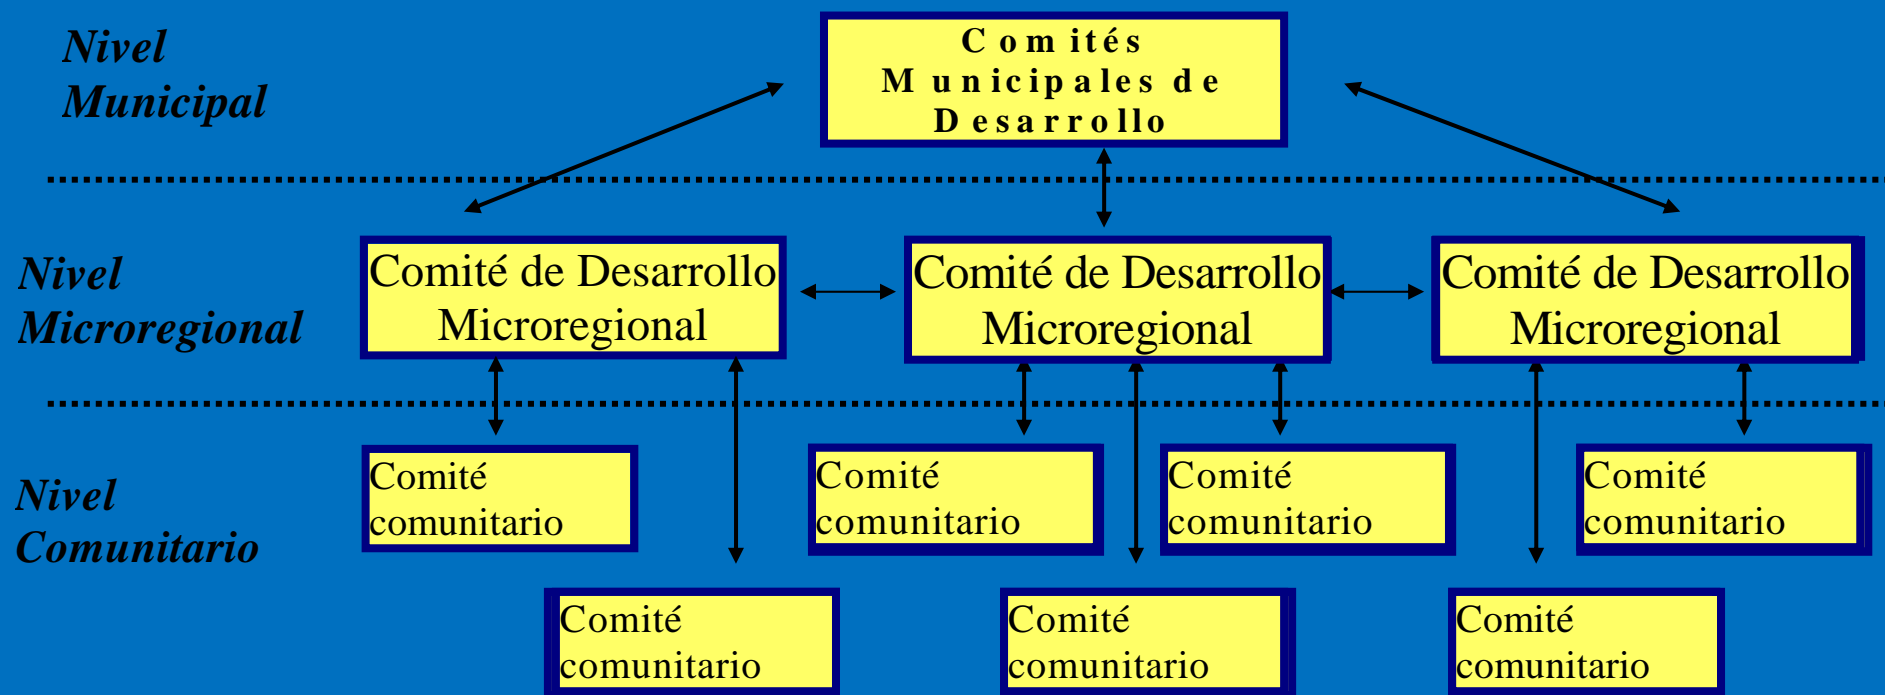 Nivel
Municipal
Comités
Municipales de
Desarrollo
Nivel
Microregional
Comité de Desarrollo
Microregional
Comité de Desarrollo
Microregional
Comité de Desarrollo
Microregional
Nivel
Comunitario
Comité
comunitario
Comité
comunitario
Comité
comunitario
Comité
comunitario
Comité
comunitario
Comité
comunitario
Comité
comunitario